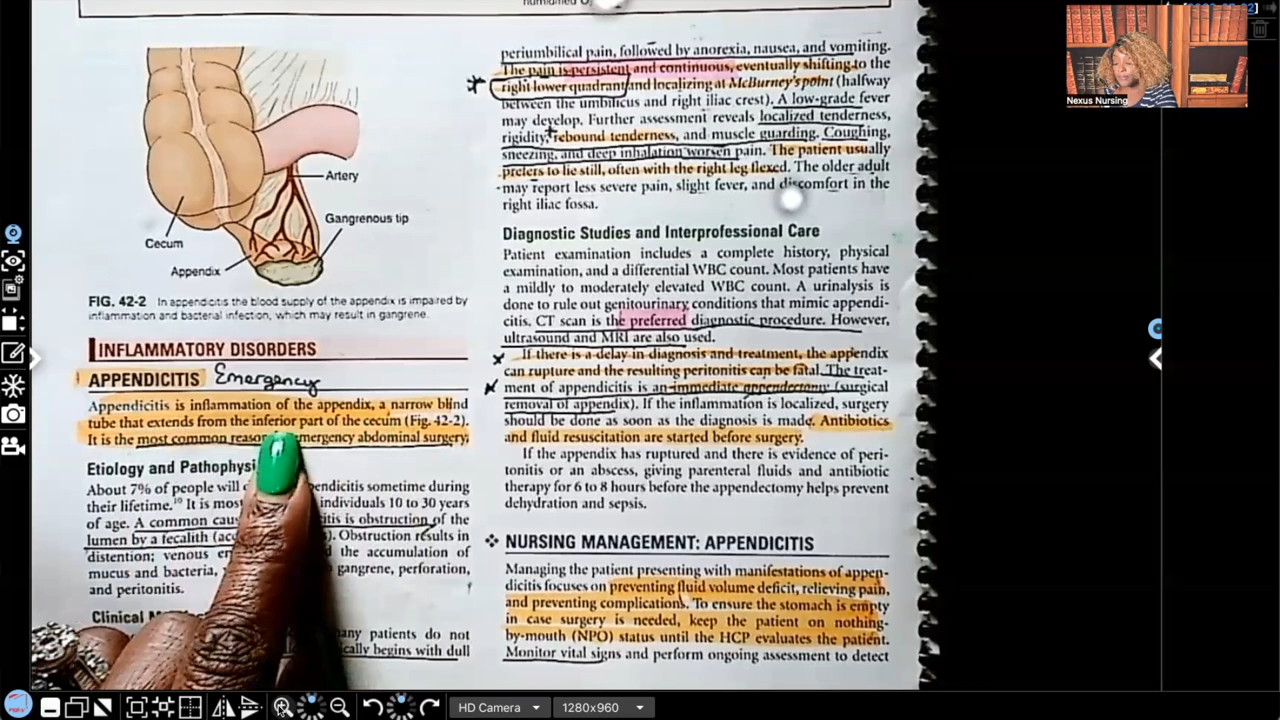 humidified O
Artery
Gangrenous tip
Cecum
Appendix
FIG. 42-2 In appendicitis the blood supply of the appendix is impaired by
inflammation and bacterial infection, which may result in gangrene.
INFLAMMATORY DISORDERS
APPENDICITIS Emergency
Appendicitis is inflammation of the appendix, a narrow blind
tube that extends from the inferior part of the cecum (Fig. 42-2).
It is the most common emergency abdominal surgery.
Etiology and
About 7% of people will appendicitis sometime during
their lifetime.10 It is individuals 10 to 30 years
of age. A common is obstruction of the
lumen by a fecalith Obstruction results in
distention; venous the accumulation of
mucus and bacteria, gangrene, perforation,
and peritonitis.
Clinical
many patients do not
begins with dull
periumbilical pain, followed by anorexia, nausea, and vomiting.
The pain is persistent and continuous, eventually shifting to the
right lower quadrant and localizing at McBurney's point (halfway
between the umbilicus and right iliac crest). A low-grade fever
may develop. Further assessment reveals localized tenderness,
rigidity, rebound tenderness, and muscle guarding. Coughing,
sneezing, and deep inhalation worsen pain. The patient usually
prefers to lie still, often with the right leg flexed. The older adult
may report less severe pain, slight fever, and discomfort in the
right iliac fossa.
Diagnostic Studies and Interprofessional Care
Patient examination includes a complete history, physical
examination, and a differential WBC count. Most patients have
a mildly to moderately elevated WBC count. A urinalysis is
done to rule out genitourinary conditions that mimic appendi-
citis. CT scan is the preferred diagnostic procedure. However,
ultrasound and MRI are also used.
If there is a delay in diagnosis and treatment, the appendix
can rupture and the resulting peritonitis can be fatal. The treat-
ment of appendicitis is an immediate appendectomy (surgical
removal of appendix). If the inflammation is localized, surgery
should be done as soon as the diagnosis is made. Antibiotics
and fluid resuscitation are started before surgery.
If the appendix has ruptured and there is evidence of peri-
tonitis or an abscess, giving parenteral fluids and antibiotic
therapy for 6 to 8 hours before the appendectomy helps prevent
dehydration and sepsis.
NURSING MANAGEMENT: APPENDICITIS
Managing the patient presenting with manifestations of appen-
dicitis focuses on preventing fluid volume deficit, relieving pain,
and preventing complications. To ensure the stomach is empty
in case surgery is needed, keep the patient on nothing-
by-mouth (NPO) status until the HCP evaluates the patient.
Monitor vital signs and perform ongoing assessment to detect
Nexus Nursing
HD Camera
1280x960